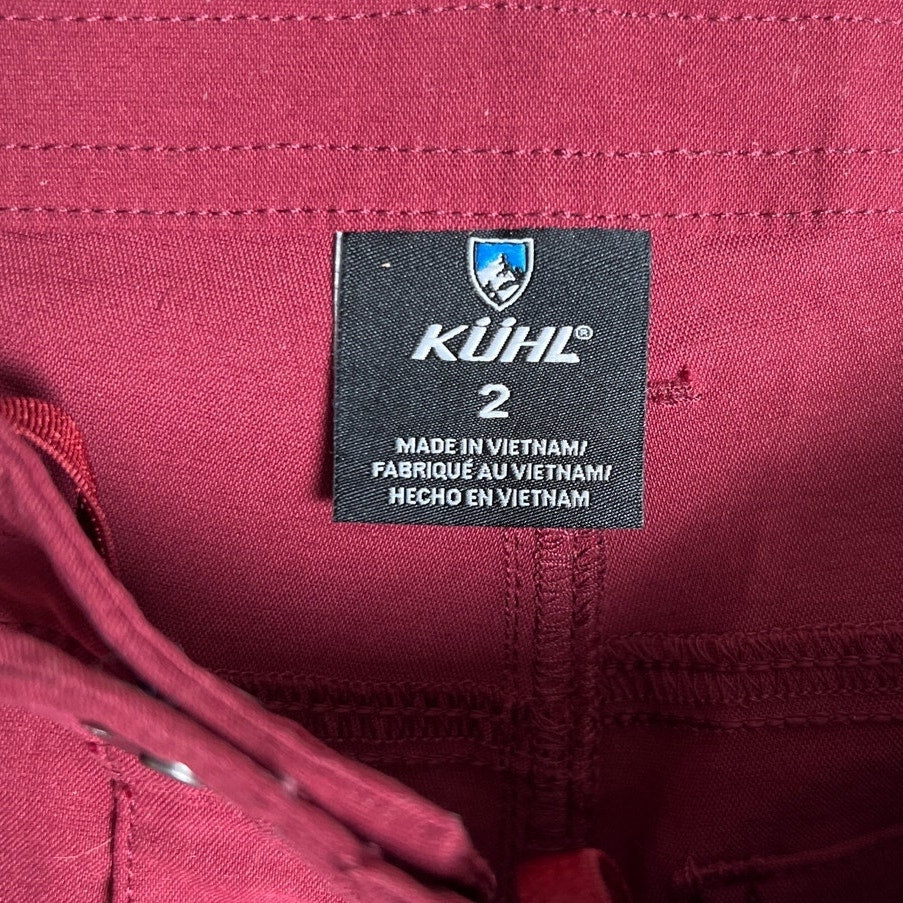 KÜHL®
2
MADE IN VIETNAM/
FABRIQUÉ AU VIETNAM/
HECHO EN VIETNAM